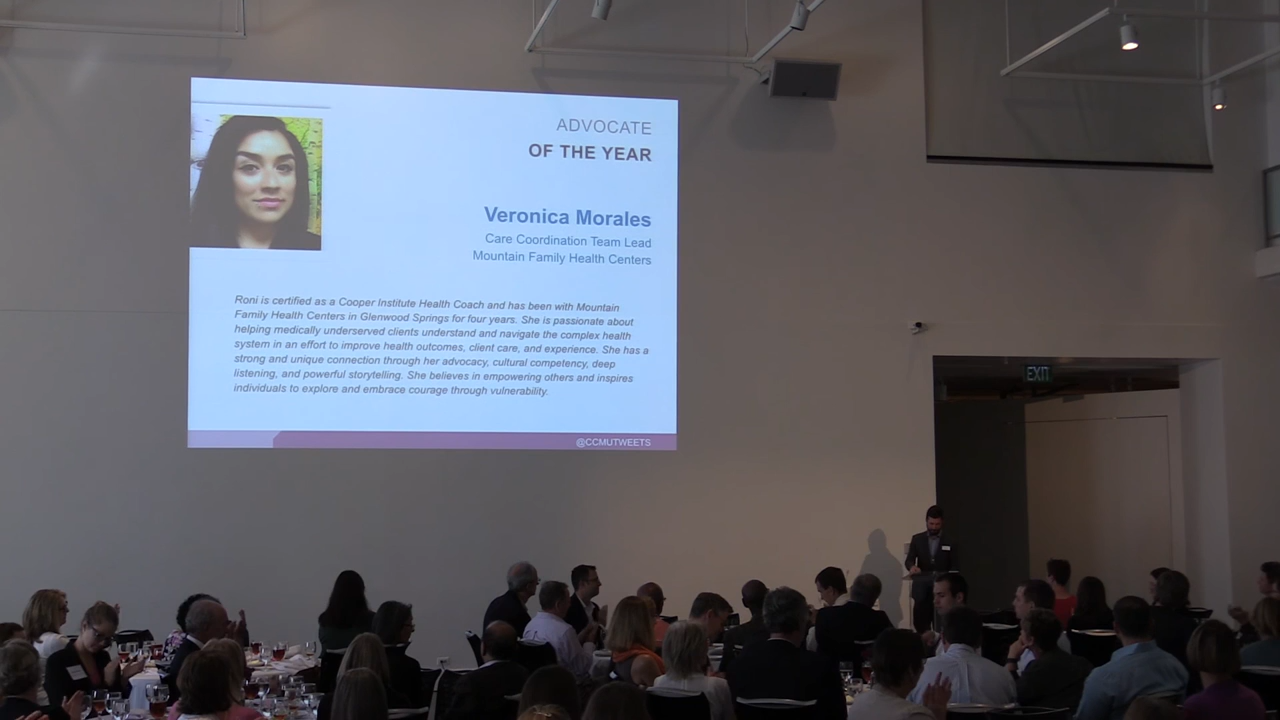 ADVOCATE
OF THE YEAR
Veronica Morales
Care Coordination Team Lead
Mountain Family Health Centers
Roni is certified as a Cooper Institute Health Coach and has been with Mountain
Family Health Centers in Glenwood Springs for four years. She is passionate about
helping medically underserved clients understand and navigate the complex health
system in an effort to improve health outcomes, client care, and experience. She has a
strong and unique connection through her advocacy, cultural competency, deep
listening, and powerful storytelling. She believes in empowering others and inspires
individuals to explore and embrace courage through vulnerability.
@CCMUTWEETS
EXIT